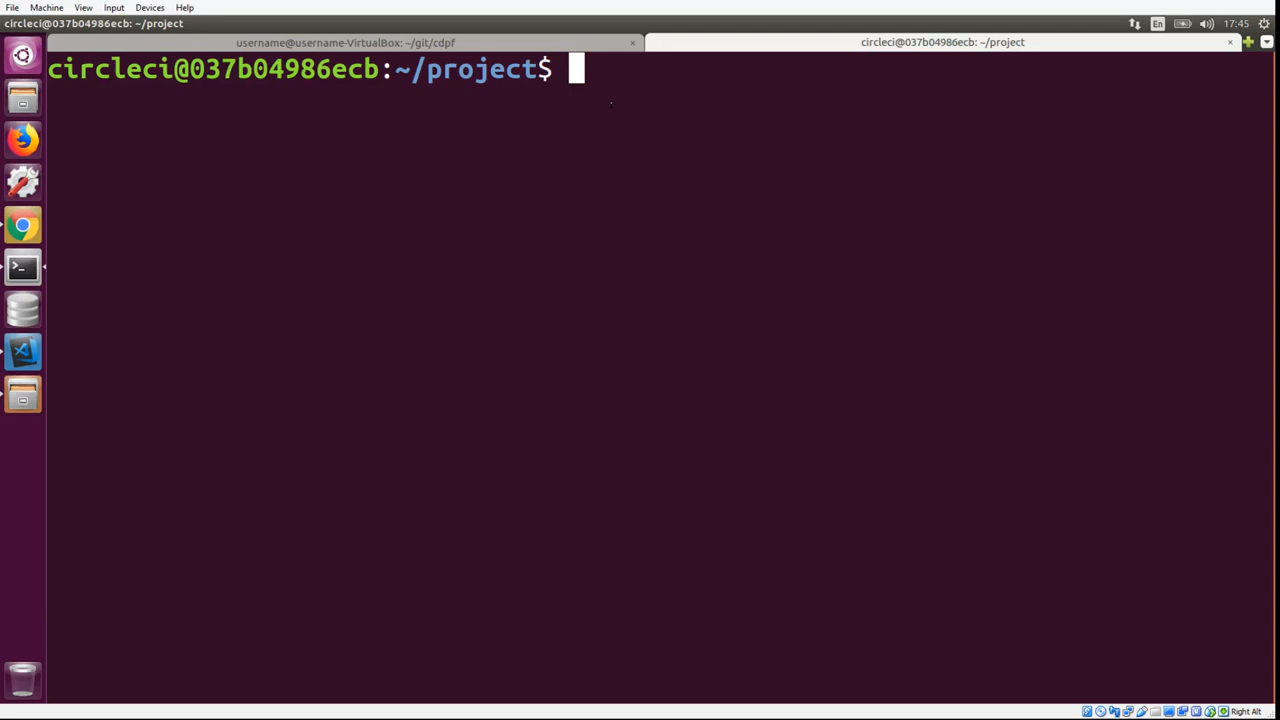 File Machine View Input Devices Help
circleci@037b04986ecb: ~/project En 17:45
username@username-VirtualBox: ~/git/cdpf × circleci@037b04986ecb: ~/project ×
circleci@037b04986ecb:~/project$
Right Alt